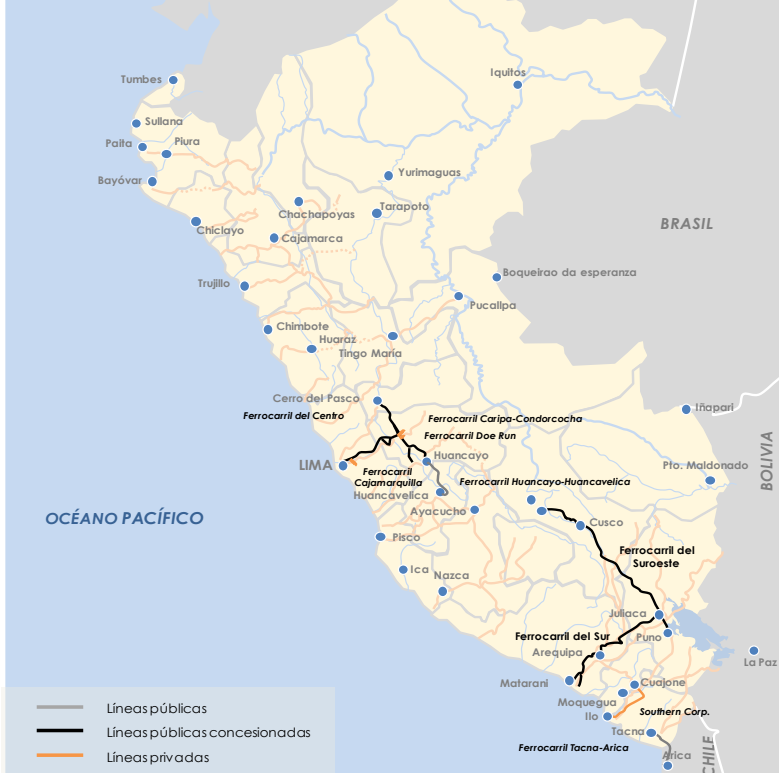 Tumbes
Iquitos
Sullana
Paita
Piura
Yurimaguas
Bayóvar
Tarapoto
Chachapoyas
Chiclayo
Cajamarca
BRASIL
Boqueirao da esperanza
Trujillo
Pucallpa
Chimbote
Huaraz
Tingo María
Cerro del Pasco
Iñapari
Ferrocarril del Centro
Ferrocarril Caripa-Condorcocha
Ferrocarril Doe Run
Huancayo
LIMA
Pto. Maldonado
BOLIVIA
Ferrocarril
Cajamarquilla
Ferrocarril Huancayo-Huancavelica
Huancavelica
Ayacucho
OCÉANO PACÍFICO
Cusco
Pisco
Ferrocarril del
Suroeste
Ica
Nazca
Juliaca
Ferrocarril del Sur
Puno
Arequipa
La Paz
Matarani
Cuajone
Moquegua
Ilo
Southern Corp.
Tacna
Ferrocarril Tacna-Arica
Arica
CHILE
Líneas públicas
Líneas públicas concesionadas
Líneas privadas